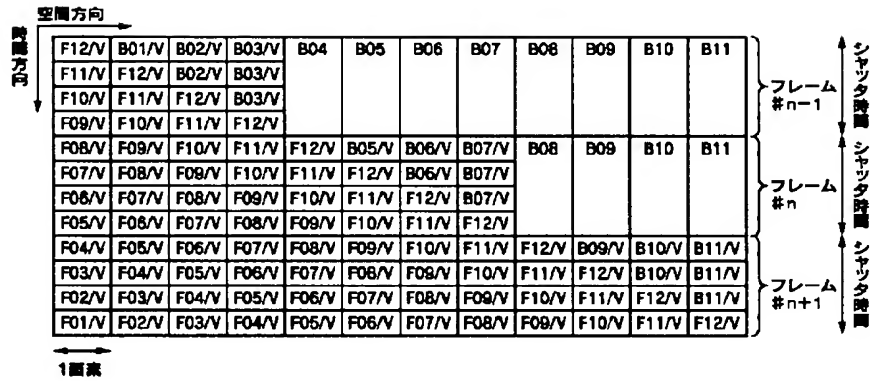 空間方向
時間方向
F12/V B01/V B02/V B03/V B04 B05 B06 B07 B08 B09 B10 B11
F11/V F12/V B02/V B03/V
F10/V F11/V F12/V B03/V
F09/V F10/V F11/V F12/V
フレーム
#n-1
シャッタ時間
F08/V F09/V F10/V F11/V F12/V B05/V B06/V B07/V B08 B09 B10 B11
F07/V F08/V F09/V F10/V F11/V F12/V B06/V B07/V
F06/V F07/V F08/V F09/V F10/V F11/V F12/V B07/V
F05/V F06/V F07/V F08/V F09/V F10/V F11/V F12/V
フレーム
#n
シャッタ時間
F04/V F05/V F06/V F07/V F08/V F09/V F10/V F11/V F12/V B09/V B10/V B11/V
F03/V F04/V F05/V F06/V F07/V F08/V F09/V F10/V F11/V F12/V B10/V B11/V
F02/V F03/V F04/V F05/V F06/V F07/V F08/V F09/V F10/V F11/V F12/V B11/V
F01/V F02/V F03/V F04/V F05/V F06/V F07/V F08/V F09/V F10/V F11/V F12/V
フレーム
#n+1
シャッタ時間
1画素